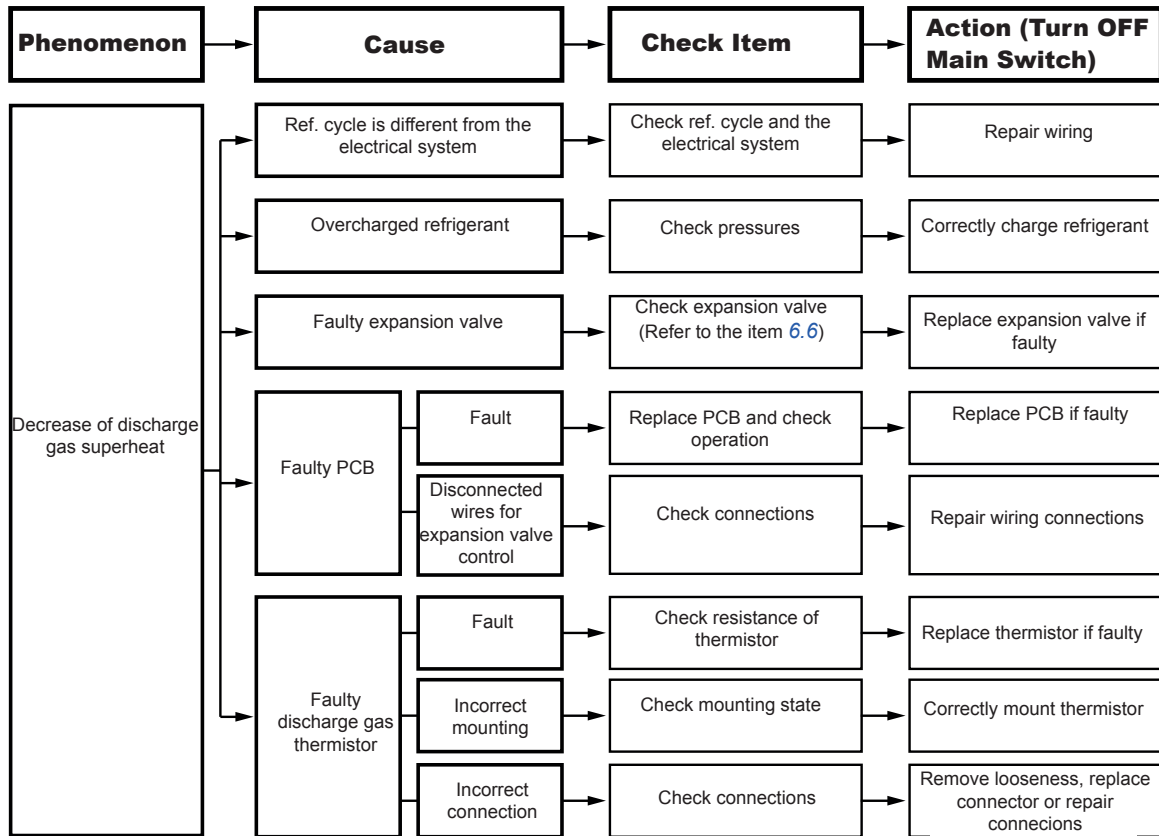 Phenomenon
Cause
Check Item
Action (Turn OFF
Main Switch)
Decrease of discharge
gas superheat
Ref. cycle is different from the
electrical system
Check ref. cycle and the
electrical system
Repair wiring
Overcharged refrigerant
Check pressures
Correctly charge refrigerant
Faulty expansion valve
Check expansion valve
(Refer to the item 6.6)
Replace expansion valve if
faulty
Faulty PCB
Fault
Replace PCB and check
operation
Replace PCB if faulty
Disconnected
wires for
expansion valve
control
Check connections
Repair wiring connections
Faulty
discharge gas
thermistor
Fault
Check resistance of
thermistor
Replace thermistor if faulty
Incorrect
mounting
Check mounting state
Correctly mount thermistor
Incorrect
connection
Check connections
Remove looseness, replace
connector or repair
connecions